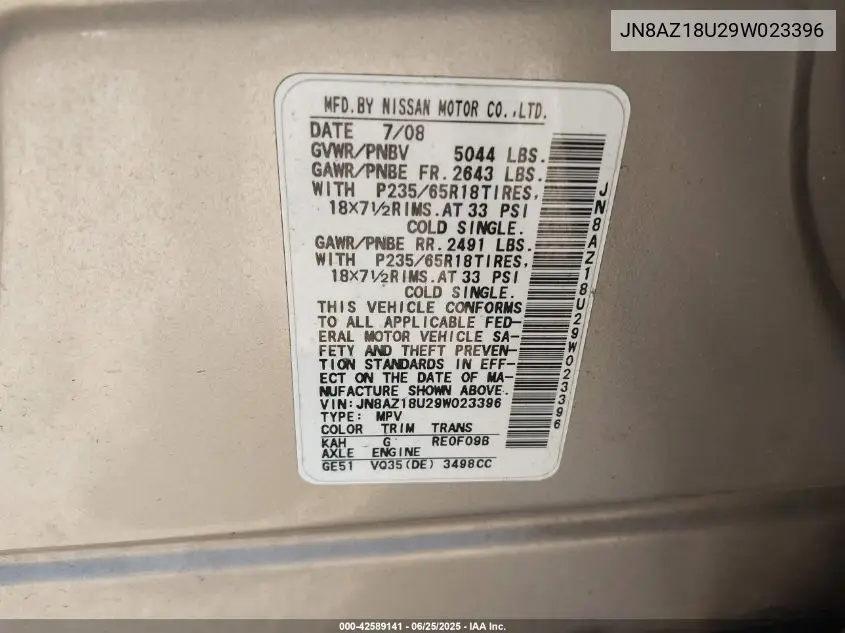 JN8AZ18U29W023396
MFD.BY NISSAN MOTOR CO.,LTD.
DATE 7/08
GVWR/PNBV 5044 LBS.
GAWR/PNBE FR. 2643 LBS.
WITH P235/65R18TIRES,
18X7½RIMS.AT 33 PSI
COLD SINGLE.
GAWR/PNBE RR. 2491 LBS.
WITH P235/65R18TIRES,
18X7½RIMS.AT 33 PSI
COLD SINGLE.
THIS VEHICLE CONFORMS
TO ALL APPLICABLE FED-
ERAL MOTOR VEHICLE SA-
FETY AND THEFT PREVEN-
TION STANDARDS IN EFF-
ECT ON THE DATE OF MA-
NUFACTURE SHOWN ABOVE.
VIN:JN8AZ18U29W023396
TYPE: MPV
COLOR TRIM TRANS
KAH G RE0F09B
AXLE ENGINE
GE51 VQ35(DE) 3498CC
JN8AZ18U29W023396
000-42589141 - 06/25/2025 - IAA Inc.